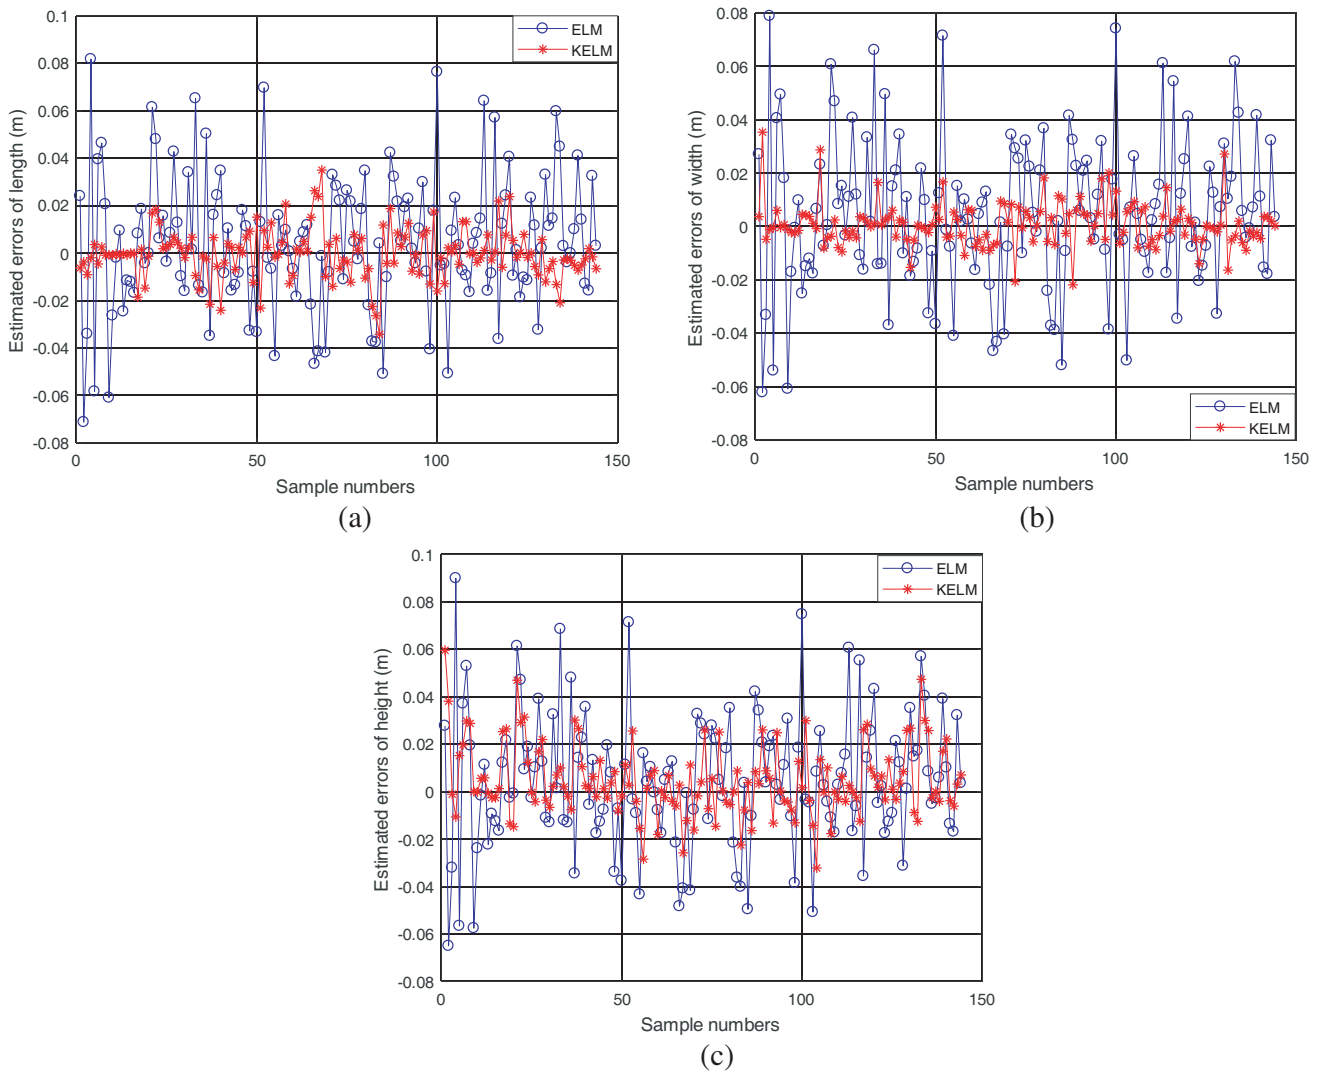 Estimated errors of length (m)
0.1
0.08
0.06
0.04
0.02
0
-0.02
-0.04
-0.06
-0.08
0
50
100
150
Sample numbers
ELM
KELM
(a)
Estimated errors of width (m)
0.08
0.06
0.04
0.02
0
-0.02
-0.04
-0.06
-0.08
0
50
100
150
Sample numbers
ELM
KELM
(b)
Estimated errors of height (m)
0.1
0.08
0.06
0.04
0.02
0
-0.02
-0.04
-0.06
-0.08
0
50
100
150
Sample numbers
ELM
KELM
(c)